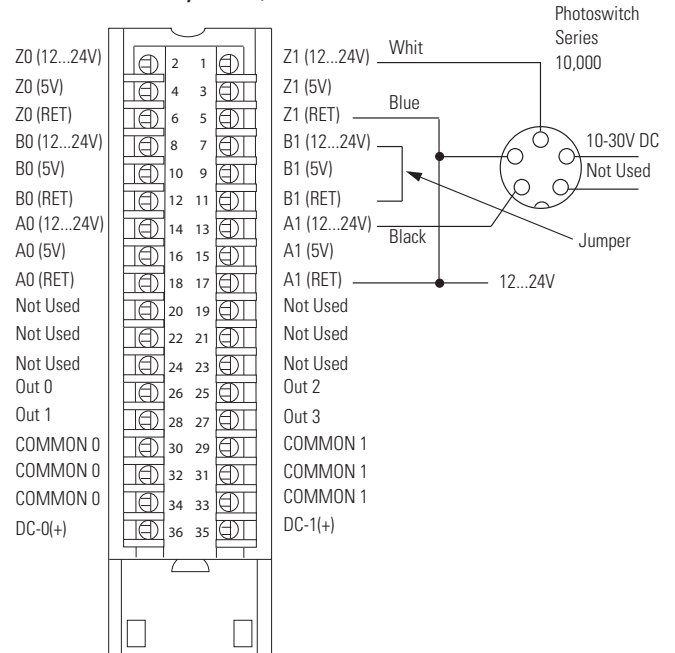 Photoswitch
Series
10,000
Z0 (12...24V) 2 1 Z1 (12...24V) Whit
Z0 (5V) 4 3 Z1 (5V)
Z0 (RET) 6 5 Z1 (RET) Blue
B0 (12...24V) 8 7 B1 (12...24V) 10-30V DC
B0 (5V) 10 9 B1 (5V) Not Used
B0 (RET) 12 11 B1 (RET)
A0 (12...24V) 14 13 A1 (12...24V) Black
Jumper
A0 (5V) 16 15 A1 (5V)
A0 (RET) 18 17 A1 (RET) 12...24V
Not Used 20 19 Not Used
Not Used 22 21 Not Used
Not Used 24 23 Not Used
Out 0 26 25 Out 2
Out 1 28 27 Out 3
COMMON 0 30 29 COMMON 1
COMMON 0 32 31 COMMON 1
COMMON 0 34 33 COMMON 1
DC-0(+) 36 35 DC-1(+)